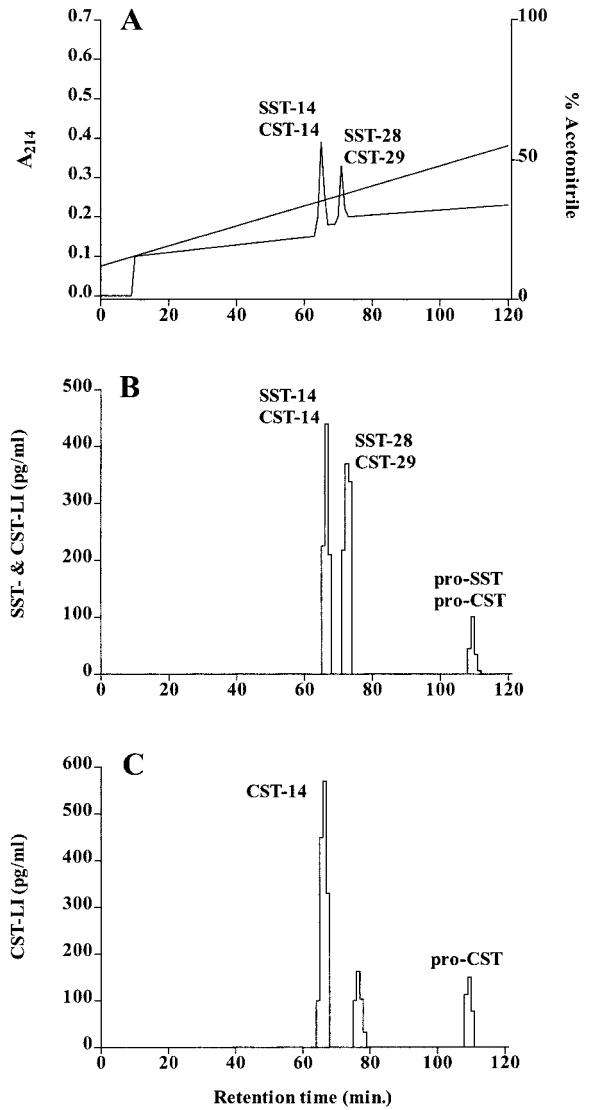 A
0.7
0.6
0.5
0.4
0.3
0.2
0.1
0.0
A214
100
50
0
% Acetonitrile
SST-14
CST-14
SST-28
CST-29
0
20
40
60
80
100
120
B
500
400
300
200
100
0
SST- & CST-LI (pg/ml)
SST-14
CST-14
SST-28
CST-29
pro-SST
pro-CST
0
20
40
60
80
100
120
C
600
500
400
300
200
100
0
CST-LI (pg/ml)
CST-14
pro-CST
0
20
40
60
80
100
120
Retention time (min.)